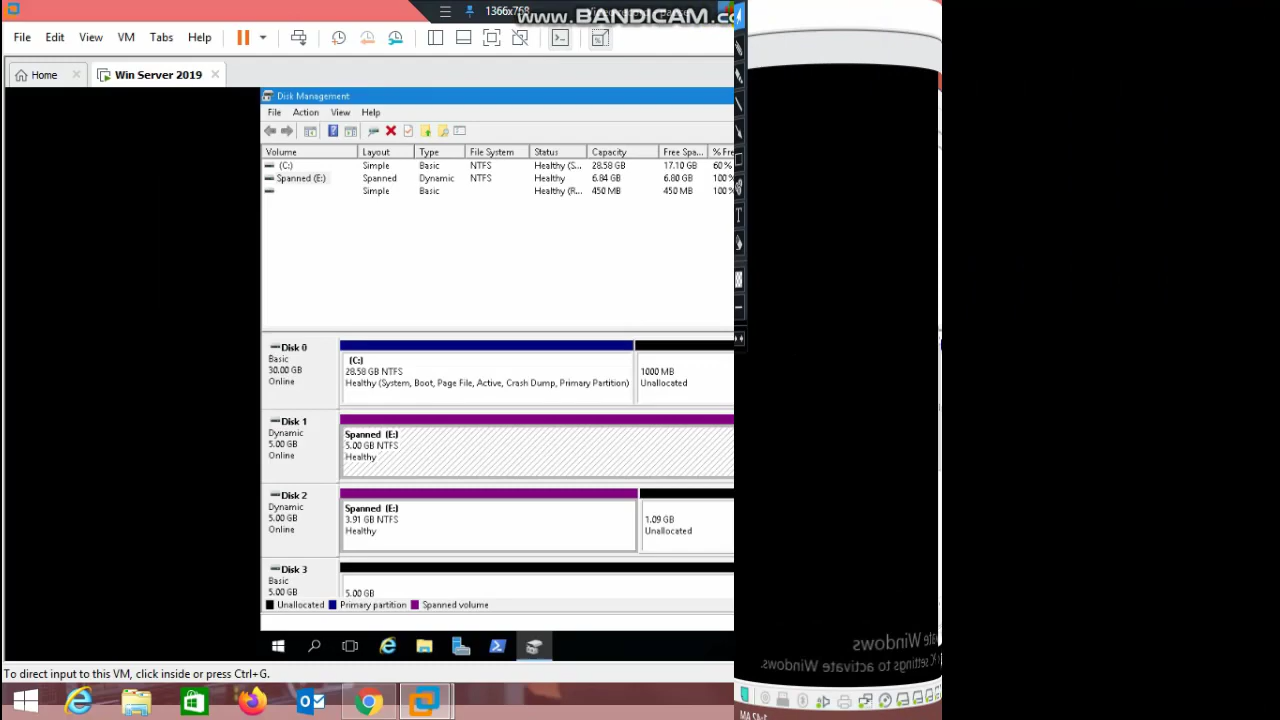 1366x768
www.BANDICAM.co
File Edit View VM Tabs Help
Home
Win Server 2019
Disk Management
File Action View Help
Volume Layout Type File System Status Capacity Free Spa... % Fre
(C:) Simple Basic NTFS Healthy (S... 28.58 GB 17.10 GB 60 %
Spanned (E:) Spanned Dynamic NTFS Healthy 6.84 GB 6.80 GB 100 %
Simple Basic Healthy (R... 450 MB 450 MB 100 %
Disk 0
Basic
30.00 GB
Online
(C:)
28.58 GB NTFS
Healthy (System, Boot, Page File, Active, Crash Dump, Primary Partition)
1000 MB
Unallocated
Disk 1
Dynamic
5.00 GB
Online
Spanned (E:)
5.00 GB NTFS
Healthy
Disk 2
Dynamic
5.00 GB
Online
Spanned (E:)
3.91 GB NTFS
Healthy
1.09 GB
Unallocated
Disk 3
Basic
5.00 GB
5.00 GB
Unallocated Primary partition Spanned volume
To direct input to this VM, click inside or press Ctrl+G.
ate Windows
settings to activate Windows.